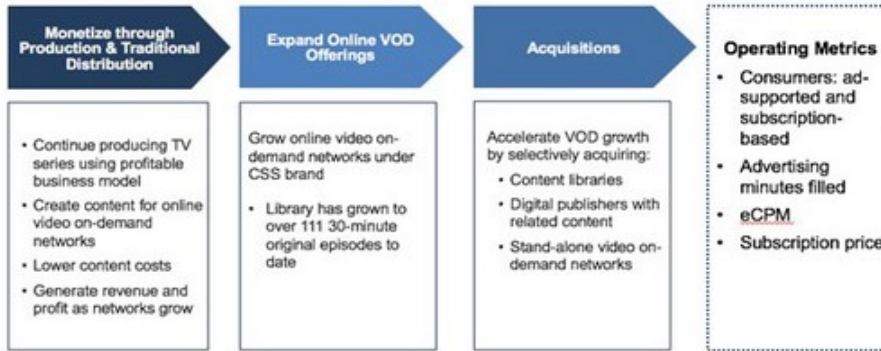 Monetize through
Production & Traditional
Distribution
• Continue producing TV
series using profitable
business model
• Create content for online
video on-demand
networks
• Lower content costs
• Generate revenue and
profit as networks grow
Expand Online VOD
Offerings
Grow online video on-
demand networks under
CSS brand
• Library has grown to
over 111 30-minute
original episodes to
date
Acquisitions
Accelerate VOD growth
by selectively acquiring:
• Content libraries
• Digital publishers with
related content
• Stand-alone video on-
demand networks
Operating Metrics
• Consumers: ad-
supported and
subscription-
based
• Advertising
minutes filled
• eCPM
• Subscription price